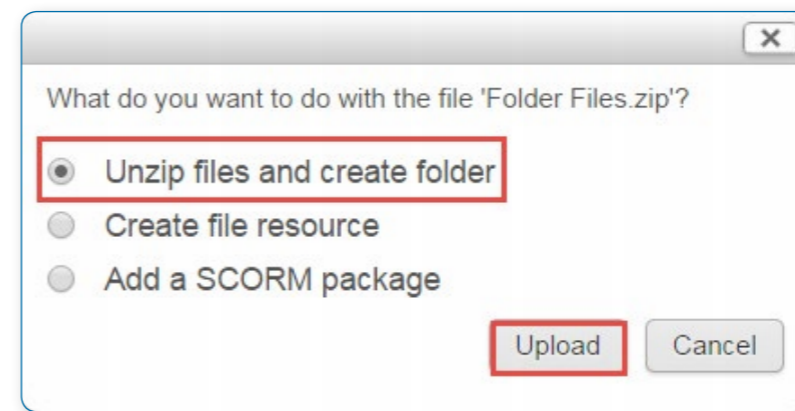 What do you want to do with the file 'Folder Files.zip'?
Unzip files and create folder
Create file resource
Add a SCORM package
Upload Cancel